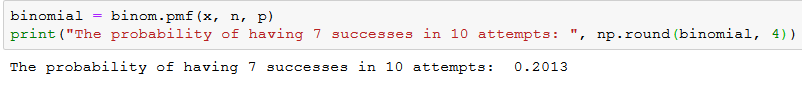 binomial = binom.pmf(x, n, p)
print("The probability of having 7 successes in 10 attempts: ", np.round(binomial, 4))
The probability of having 7 successes in 10 attempts:  0.2013